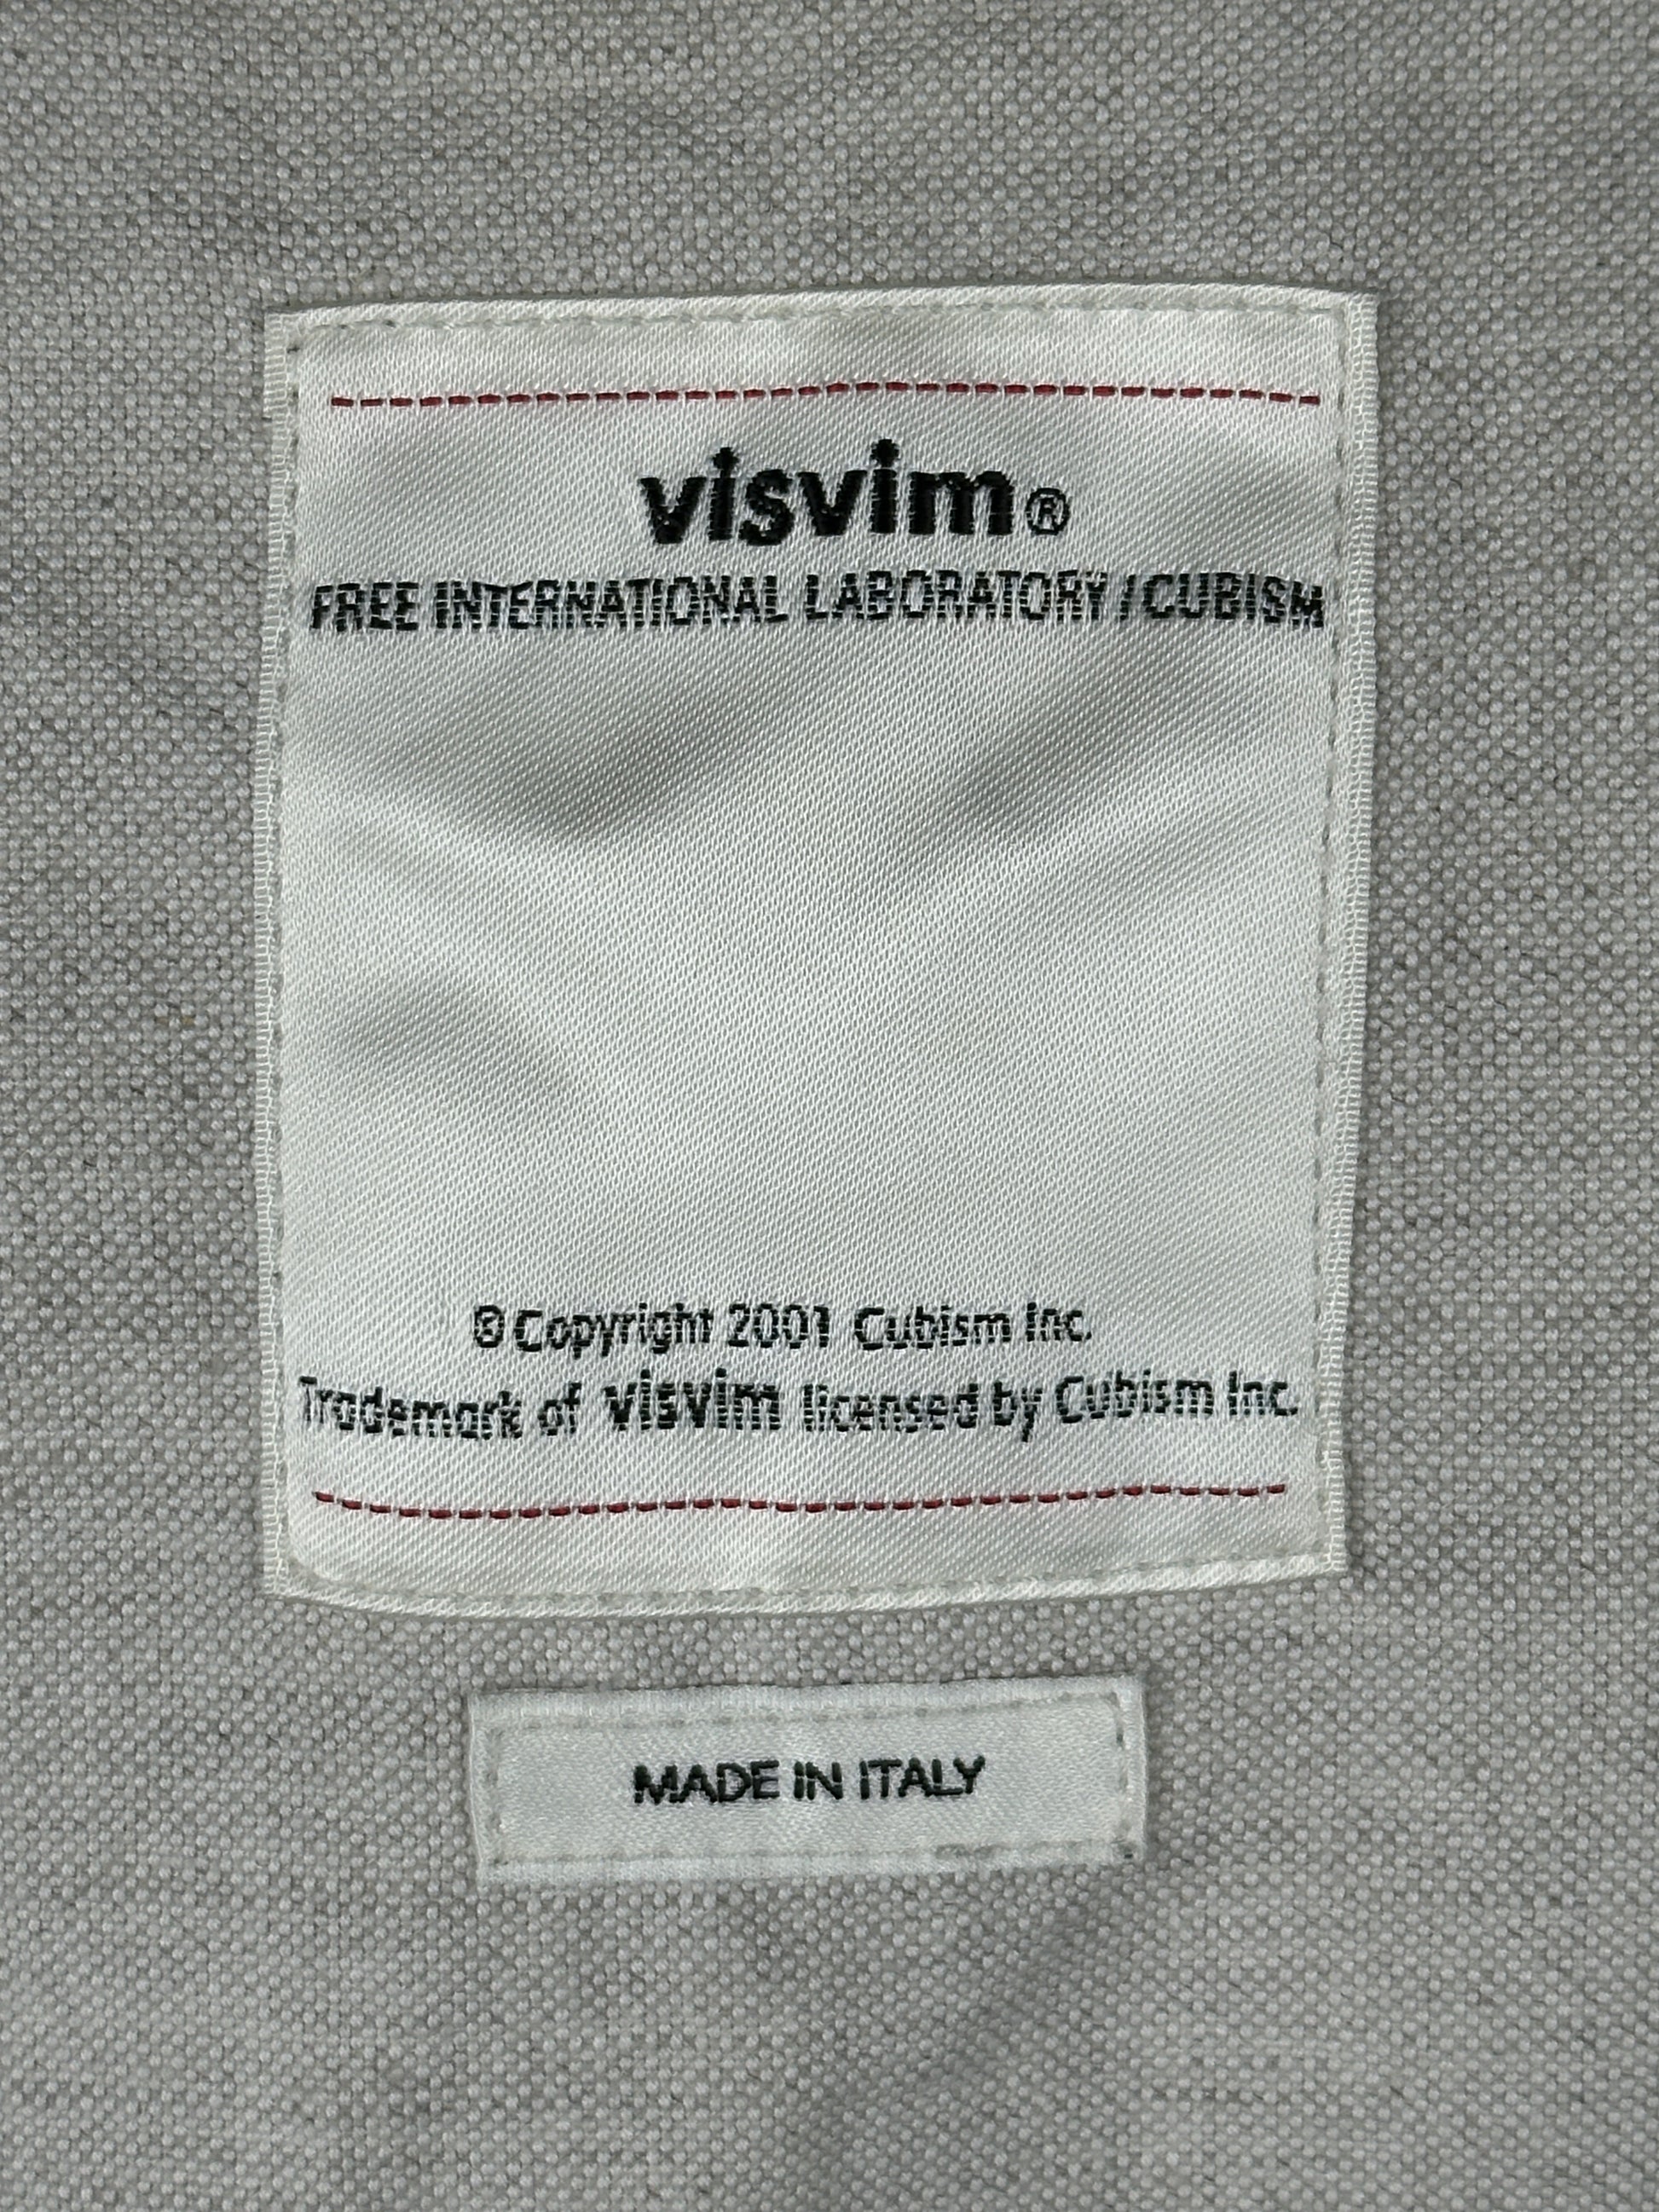 visvim®
FREE INTERNATIONAL LABORATORY / CUBISM
© Copyright 2001 Cubism Inc.
Trademark of visvim licensed by Cubism Inc.
MADE IN ITALY